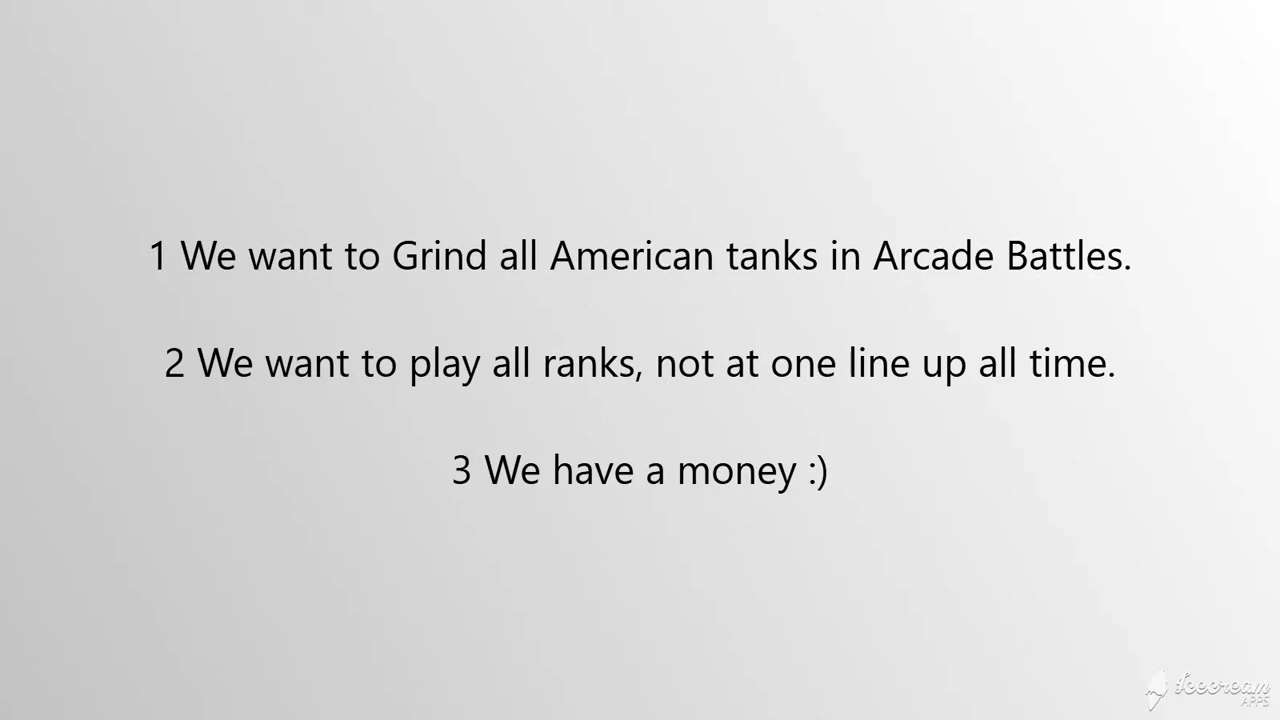 1 We want to Grind all American tanks in Arcade Battles.
2 We want to play all ranks, not at one line up all time.
3 We have a money :)
Icecream
APPS